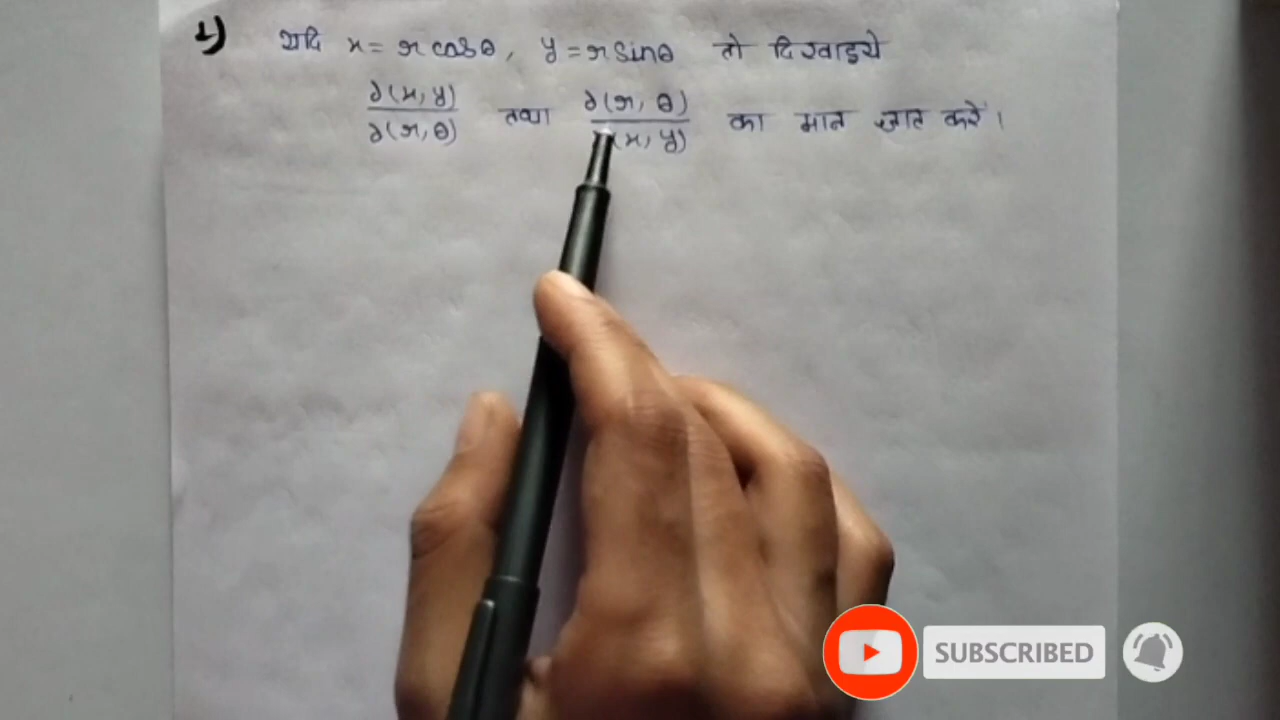 1) यदि x = r cosθ, y = r sinθ तो दिखाइये
∂(x, y)/∂(r, θ) तथा ∂(r, θ)/∂(x, y) का मान ज्ञात करें।
SUBSCRIBED